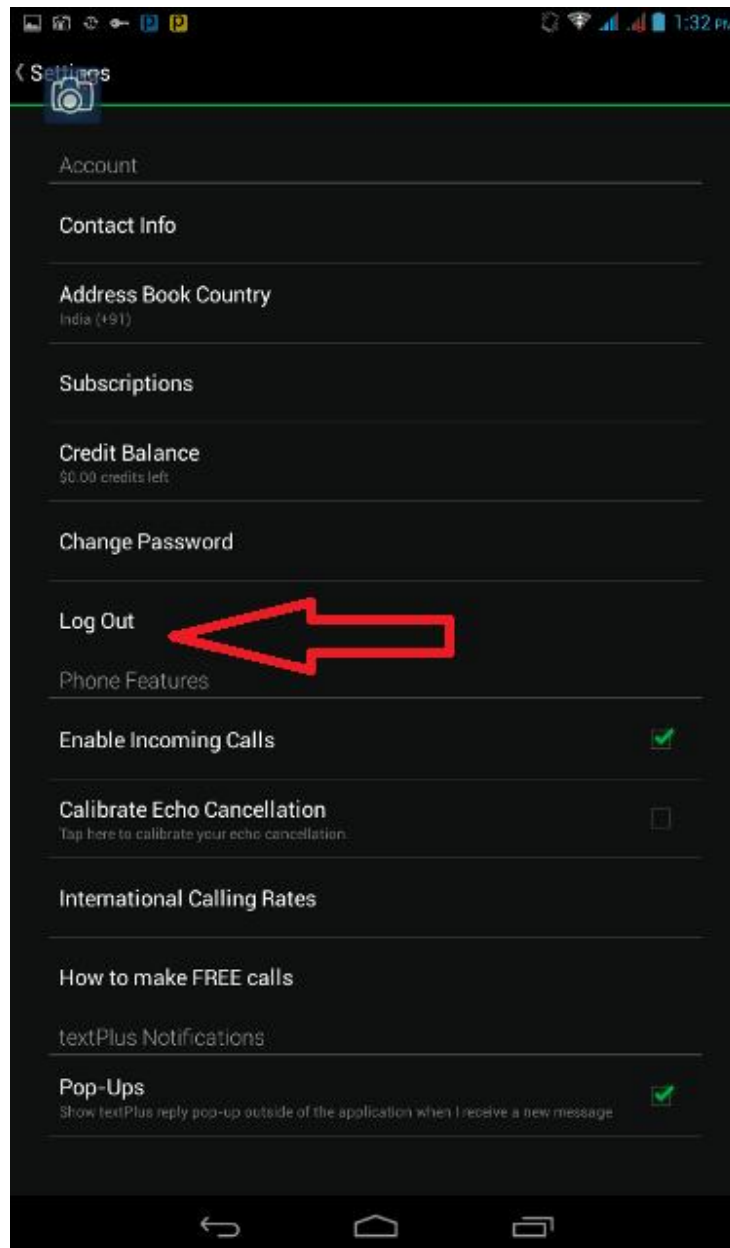 1:32 PM
Settings
Account
Contact Info
Address Book Country
India (+91)
Subscriptions
Credit Balance
$0.00 credits left
Change Password
Log Out
Phone Features
Enable Incoming Calls
Calibrate Echo Cancellation
Tap here to calibrate your echo cancellation.
International Calling Rates
How to make FREE calls
textPlus Notifications
Pop-Ups
Show textPlus reply pop-up outside of the application when I receive a new message